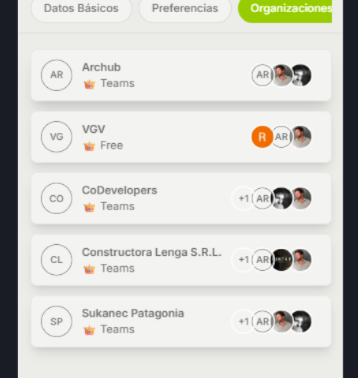 Datos Básicos
Preferencias
Organizaciones
AR
Archub
Teams
AR
VG
VGV
Free
R
AR
CO
CoDevelopers
Teams
+1
AR
CL
Constructora Lenga S.R.L.
Teams
+1
AR
SP
Sukanec Patagonia
Teams
+1
AR